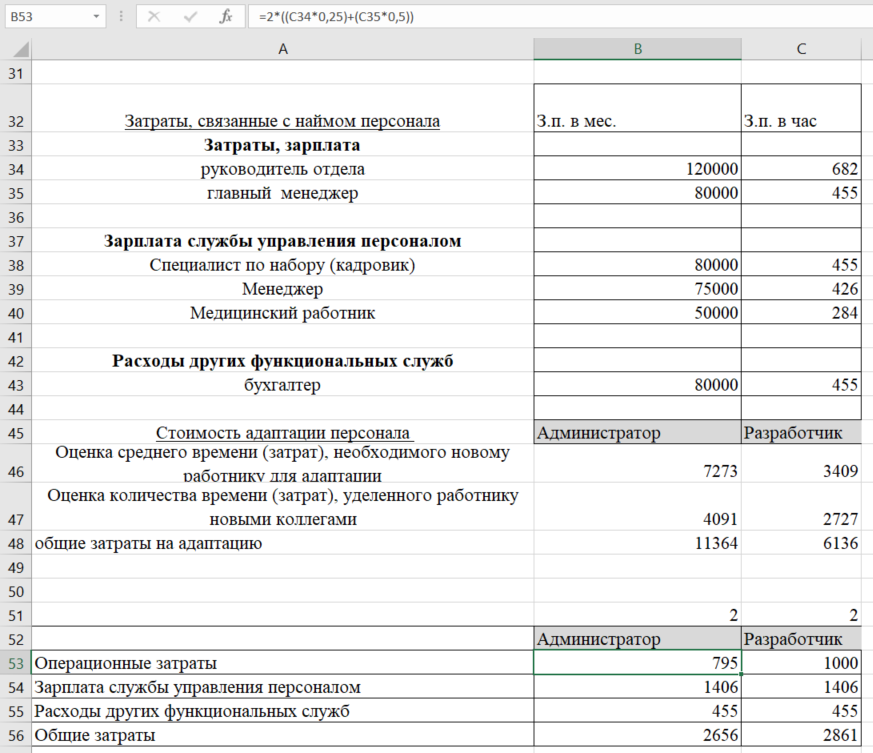 B53 fx =2*((C34*0,25)+(C35*0,5))
A B C
31
32 Затраты, связанные с наймом персонала З.п. в мес. З.п. в час
33 Затраты, зарплата
34 руководитель отдела 120000 682
35 главный менеджер 80000 455
36
37 Зарплата службы управления персоналом
38 Специалист по набору (кадровик) 80000 455
39 Менеджер 75000 426
40 Медицинский работник 50000 284
41
42 Расходы других функциональных служб
43 бухгалтер 80000 455
44
45 Стоимость адаптации персонала Администратор Разработчик
Оценка среднего времени (затрат), необходимого новому
46 работнику для адаптации 7273 3409
Оценка количества времени (затрат), уделенного работнику
47 новыми коллегами 4091 2727
48 общие затраты на адаптацию 11364 6136
49
50
51 2 2
52 Администратор Разработчик
53 Операционные затраты 795 1000
54 Зарплата службы управления персоналом 1406 1406
55 Расходы других функциональных служб 455 455
56 Общие затраты 2656 2861